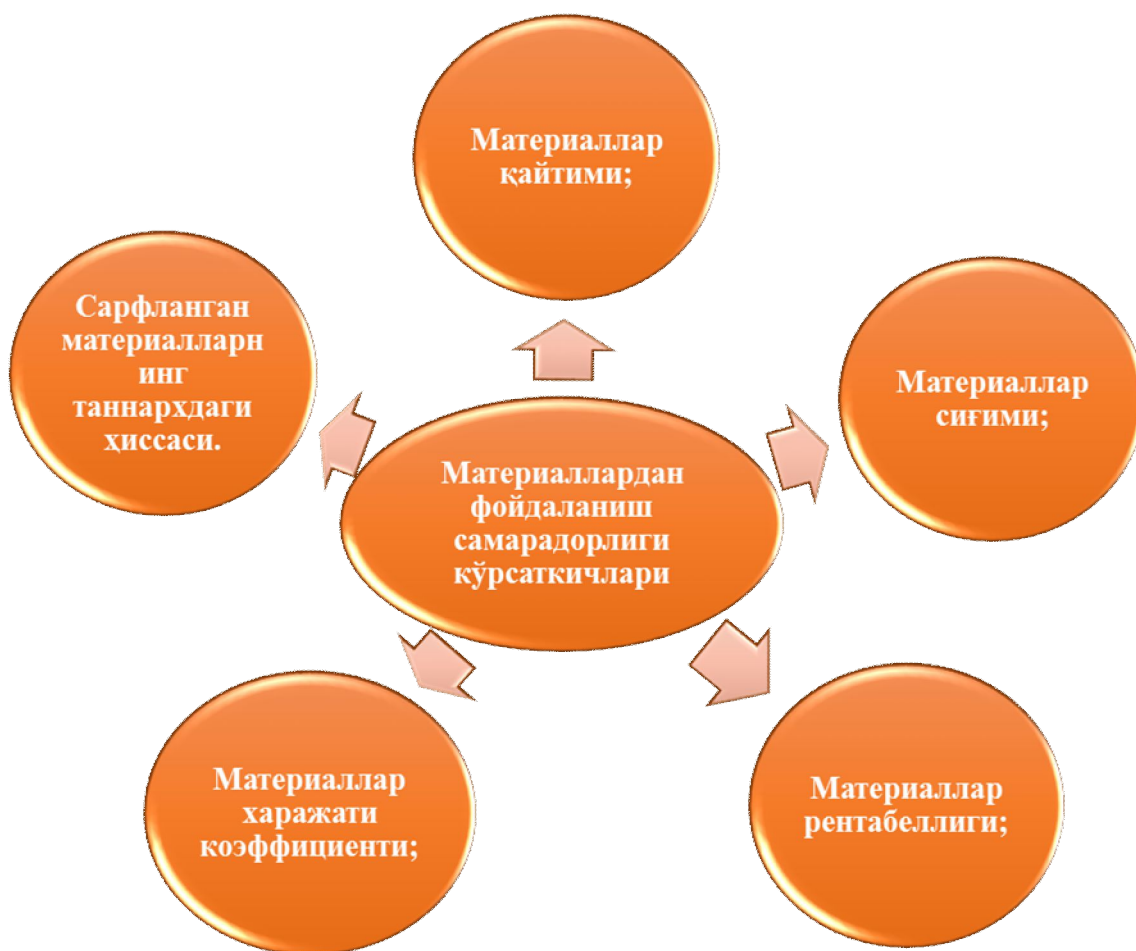 Материаллар
қайтими;
Сарфланган
материалларн
инг
таннархдаги
ҳиссаси.
Материаллар
сиғими;
Материаллардан
фойдаланиш
самарадорлиги
кўрсаткичлари
Материаллар
харажати
коэффициенти;
Материаллар
рентабеллиги;